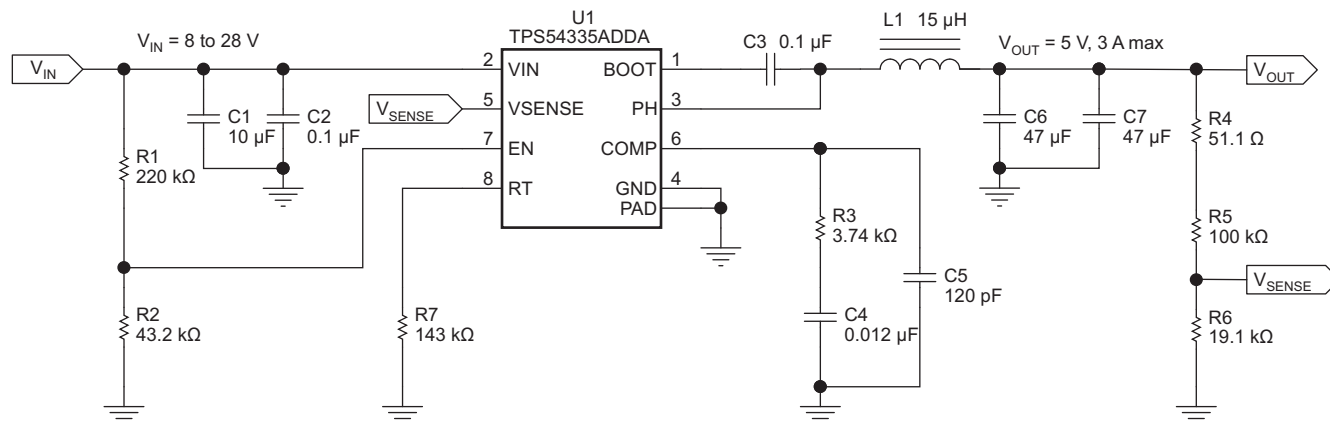 U1
TPS54335ADDA
V_IN = 8 to 28 V
V_IN
C1
10 µF
C2
0.1 µF
R1
220 kΩ
R2
43.2 kΩ
V_SENSE
2 VIN
5 VSENSE
7 EN
8 RT
BOOT 1
PH 3
COMP 6
GND 4
PAD
R7
143 kΩ
C3 0.1 µF
L1 15 µH
V_OUT = 5 V, 3 A max
V_OUT
C6
47 µF
C7
47 µF
R4
51.1 Ω
R5
100 kΩ
V_SENSE
R6
19.1 kΩ
R3
3.74 kΩ
C4
0.012 µF
C5
120 pF